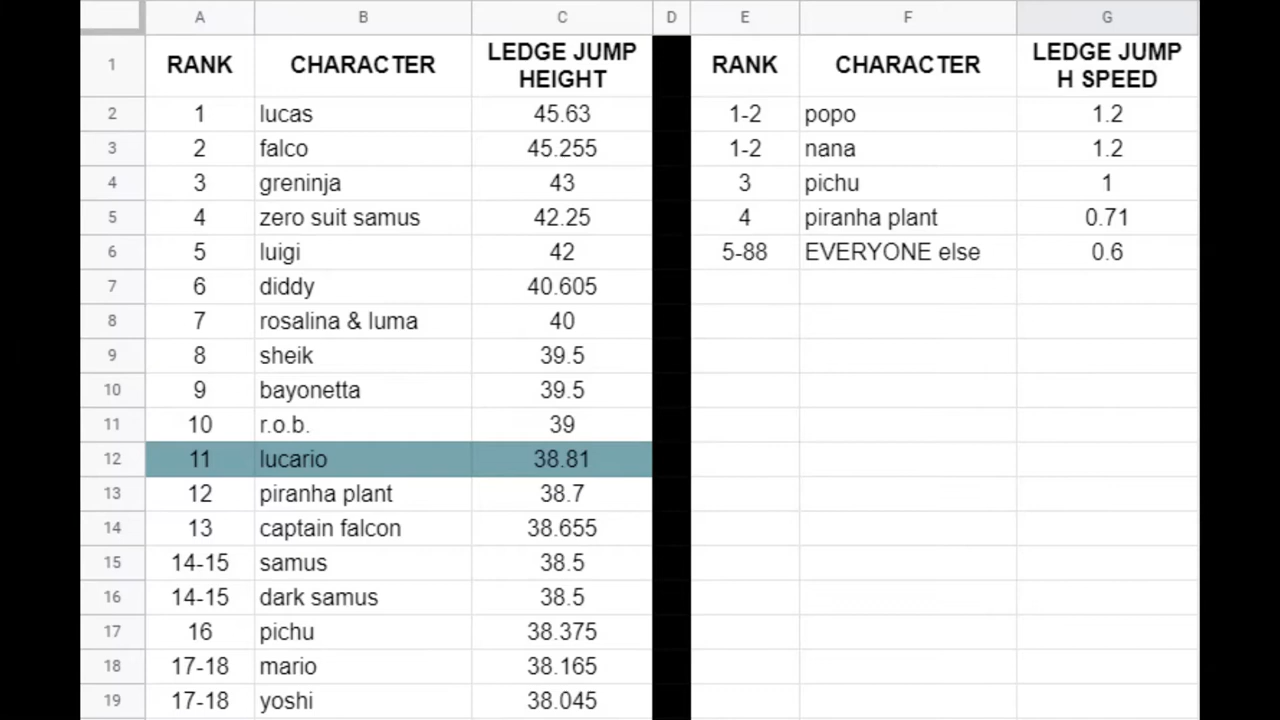 A B C D E F G
1 RANK CHARACTER LEDGE JUMP HEIGHT RANK CHARACTER LEDGE JUMP H SPEED
2 1 lucas 45.63 1-2 popo 1.2
3 2 falco 45.255 1-2 nana 1.2
4 3 greninja 43 3 pichu 1
5 4 zero suit samus 42.25 4 piranha plant 0.71
6 5 luigi 42 5-88 EVERYONE else 0.6
7 6 diddy 40.605
8 7 rosalina & luma 40
9 8 sheik 39.5
10 9 bayonetta 39.5
11 10 r.o.b. 39
12 11 lucario 38.81
13 12 piranha plant 38.7
14 13 captain falcon 38.655
15 14-15 samus 38.5
16 14-15 dark samus 38.5
17 16 pichu 38.375
18 17-18 mario 38.165
19 17-18 yoshi 38.045